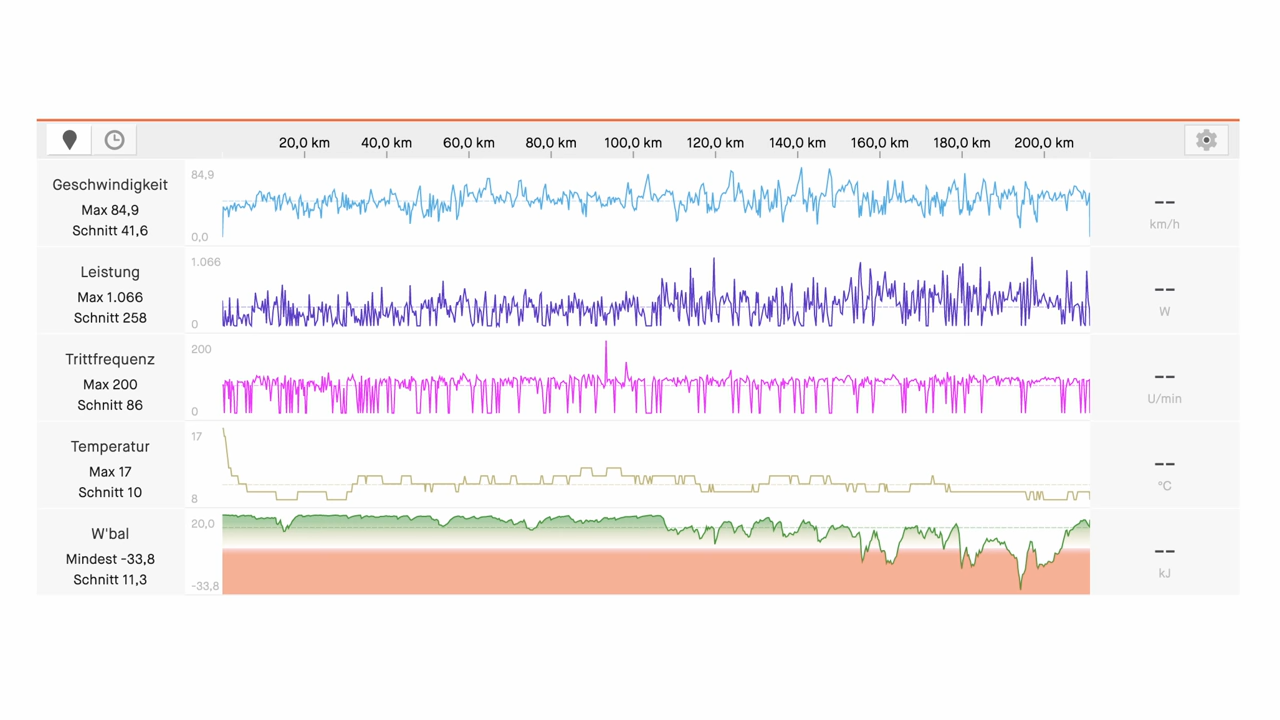 20,0 km 40,0 km 60,0 km 80,0 km 100,0 km 120,0 km 140,0 km 160,0 km 180,0 km 200,0 km
Geschwindigkeit
Max 84,9
Schnitt 41,6
84,9
0,0
--
km/h
Leistung
Max 1.066
Schnitt 258
1.066
0
--
W
Trittfrequenz
Max 200
Schnitt 86
200
0
--
U/min
Temperatur
Max 17
Schnitt 10
17
8
--
°C
W'bal
Mindest -33,8
Schnitt 11,3
20,0
-33,8
--
kJ